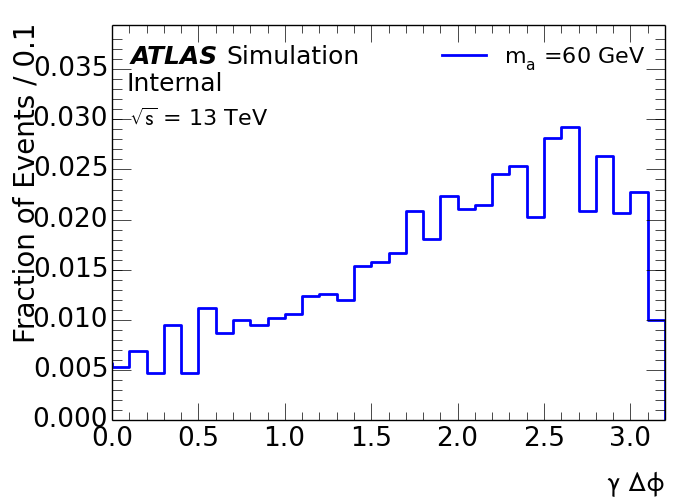 ATLAS Simulation
Internal
√s = 13 TeV
mₐ =60 GeV
Fraction of Events / 0.1
0.035
0.030
0.025
0.020
0.015
0.010
0.005
0.000
0.0 0.5 1.0 1.5 2.0 2.5 3.0
γ Δϕ